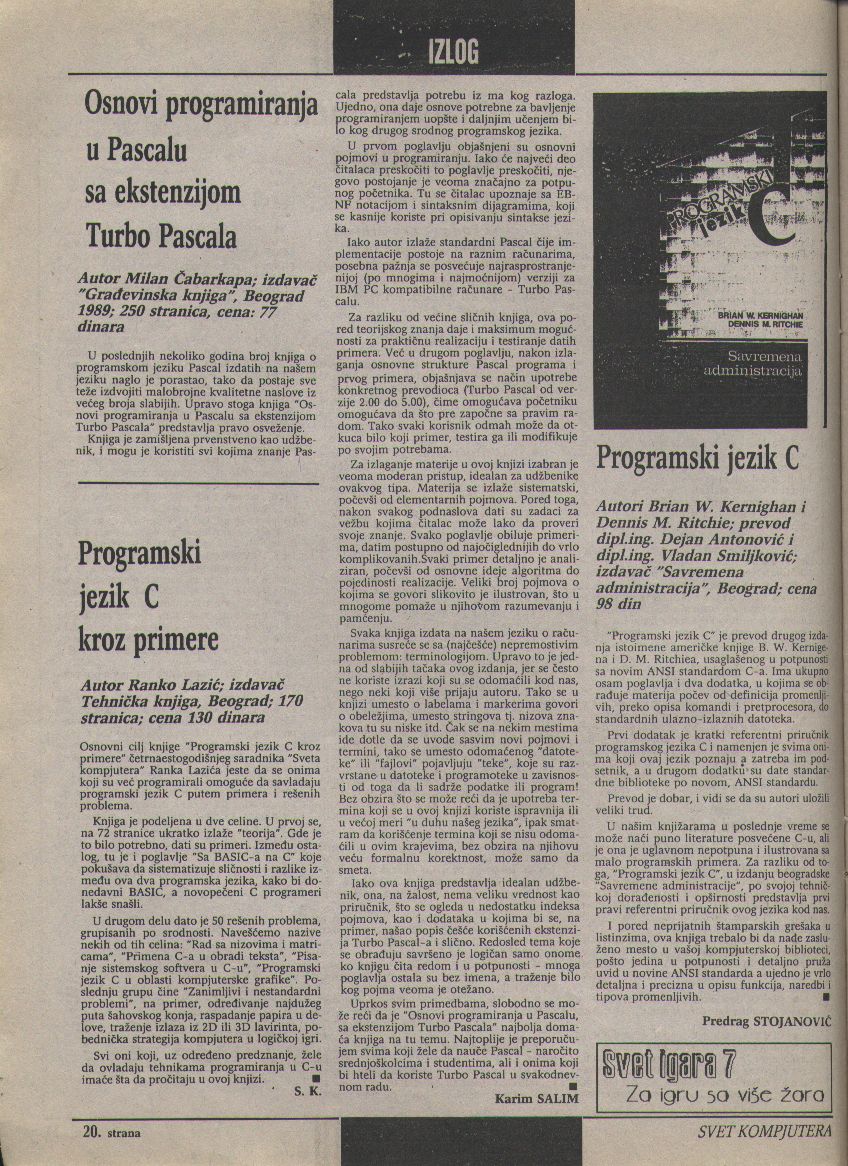 IZLOG
Osnovi programiranja
u Pascalu
sa ekstenzijom
Turbo Pascala
Autor Milan Čabarkapa; izdavač
"Građevinska knjiga", Beograd
1989; 250 stranica, cena: 77
dinara
U poslednjih nekoliko godina broj knjiga o
programskom jeziku Pascal izdatih na našem
jeziku naglo je porastao, tako da postaje sve
teže izdvojiti malobrojne kvalitetne naslove iz
većeg broja slabijih. Upravo stoga knjiga "Os-
novi programiranja u Pascalu sa ekstenzijom
Turbo Pascala" predstavlja pravo osveženje.
Knjiga je zamišljena prvenstveno kao udžbe-
nik, i mogu je koristiti svi kojima znanje Pas-
cala predstavlja potrebu iz ma kog razloga.
Ujedno, ona daje osnove potrebne za bavljenje
programiranjem uopšte i daljnjim učenjem bi-
lo kog drugog srodnog programskog jezika.
U prvom poglavlju objašnjeni su osnovni
pojmovi u programiranju. Iako će najveći deo
čitalaca preskočiti to poglavlje preskočiti, nje-
govo postojanje je veoma značajno za potpu-
nog početnika. Tu se čitalac upoznaje sa EB-
NF notacijom i sintaksnim dijagramima, koji
se kasnije koriste pri opisivinju sintakse jezi-
ka.
Iako autor izlaže standardni Pascal čije im-
plementacije postoje na raznim računarima,
posebna pažnja se posvećuje najrasprostranje-
nijoj (po mnogima i najmoćnijom) verziji za
IBM PC kompatibilne računare - Turbo Pas-
calu.
Za razliku od većine sličnih knjiga, ova po-
red teorijskog znanja daje i maksimum moguć-
nosti za praktičnu realizaciju i testiranje datih
primera. Već u drugom poglavlju, nakon izla-
ganja osnovne strukture Pascal programa i
prvog primera, objašnjava se način upotrebe
konkretnog prevodioca (Turbo Pascal od ver-
zije 2.00 do 5.00), čime omogućava početniku
omogućava da što pre započne sa pravim ra-
dom. Tako svaki korisnik odmah može da ot-
kuca bilo koji primer, testira ga ili modifikuje
po svojim potrebama.
Za izlaganje materije u ovoj knjizi izabran je
veoma moderan pristup, idealan za udžbenike
ovakvog tipa. Materija se izlaže sistematski,
počevši od elementarnih pojmova. Pored toga,
nakon svakog podnaslova dati su zadaci za
vežbu kojima čitalac može lako da proveri
svoje znanje. Svako poglavlje obiluje primeri-
ma, datim postupno od najočiglednijih do vrlo
komplikovanih.Svaki primer detaljno je anali-
ziran, počevši od osnovne ideje algoritma do
pojedinosti realizacije. Veliki broj pojmova o
kojima se govori slikovito je ilustrovan, što u
mnogome pomaže u njihovom razumevanju i
pamćenju.
Svaka knjiga izdata na našem jeziku o raču-
narima susreće se sa (najčešće) nepremostivim
problemom: terminologijom. Upravo to je jed-
na od slabijih tačaka ovog izdanja, jer se često
ne koriste izrazi koji su se odomaćili kod nas,
nego neki koji više prijaju autoru. Tako se u
knjizi umesto o labelama i markerima govori
o obeležjima, umesto stringova tj. nizova zna-
kova tu su niske itd. Čak se na nekim mestima
ide dotle da se uvode sasvim novi pojmovi i
termini, tako se umesto odomaćenog "datote-
ke" ili "fajlovi" pojavljuju "teke", koje su raz-
vrstane u datoteke i programoteke u zavisnos-
ti od toga da li sadrže podatke ili program!
Bez obzira što se može reći da je upotreba ter-
mina koji se u ovoj knjizi koriste ispravnija ili
u većoj meri "u duhu našeg jezika", ipak smat-
ram da korišćenje termina koji se nisu odoma-
ćili u ovim krajevima, bez obzira na njihovu
veću formalnu korektnost, može samo da
smeta.
Iako ova knjiga predstavlja idealan udžbe-
nik, ona, na žalost, nema veliku vrednost kao
priručnik, što se ogleda u nedostatku indeksa
pojmova, kao i dodataka u kojima bi se, na
primer, našao popis češće korišćenih ekstenzi-
ja Turbo Pascal-a i slično. Redosled tema koje
se obrađuju savršeno je logičan samo onome
ko knjigu čita redom i u potpunosti - mnoga
poglavlja ostala su bez imena, a traženje bilo
kog pojma veoma je otežano.
Uprkos svim primedbama, slobodno se mo-
že reći da je "Osnovi programiranja u Pascalu,
sa ekstenzijom Turbo Pascala" najbolja doma-
ća knjiga na tu temu. Najtoplije je preporuču-
jem svima koji žele da nauče Pascal - naročito
srednjoškolcima i studentima, ali i onima koji
bi hteli da koriste Turbo Pascal u svakodnev-
nom radu.
Karim SALIM
Programski
jezik C
kroz primere
Autor Ranko Lazić; izdavač
Tehnička knjiga, Beograd; 170
stranica; cena 130 dinara
Osnovni cilj knjige "Programski jezik C kroz
primere" četrnaestogodišnjeg saradnika "Sveta
kompjutera" Ranka Lazića jeste da se onima
koji su već programirali omoguće da savladaju
programski jezik C putem primera i rešenih
problema.
Knjiga je podeljena u dve celine. U prvoj se,
na 72 stranice ukratko izlaže "teorija". Gde je
to bilo potrebno, dati su primeri. Između osta-
log, tu je i poglavlje "Sa BASIC-a na C" koje
pokušava da sistematizuje sličnosti i razlike iz-
među ova dva programska jezika, kako bi do-
nedavni BASIC, a novopečeni C programeri
lakše snašli.
U drugom delu dato je 50 rešenih problema,
grupisanih po srodnosti. Navešćemo nazive
nekih od tih celina: "Rad sa nizovima i matri-
cama", "Primena C-a u obradi teksta", "Pisa-
nje sistemskog softvera u C-u", "Programski
jezik C u oblasti kompjuterske grafike". Po-
slednju grupu čine "Zanimljivi i nestandardni
problemi", na primer, određivanje najdužeg
puta šahovskog konja, raspadanje papira u de-
love, traženje izlaza iz 2D ili 3D lavirinta, po-
bednička strategija kompjutera u logičkoj igri.
Svi oni koji, uz određeno predznanje, žele
da ovladaju tehnikama programiranja u C-u
imaće šta da pročitaju u ovoj knjizi.
S. K.
PROGRAMSKI
jezik
C
BRIAN W. KERNIGHAN
DENNIS M. RITCHIE
Savremena
administracija
Programski jezik C
Autori Brian W. Kernighan i
Dennis M. Ritchie; prevod
dipl.ing. Dejan Antonović i
dipl.ing. Vladan Smiljković;
izdavač "Savremena
administracija", Beograd; cena
98 din
"Programski jezik C" je prevod drugog izda-
nja istoimene američke knjige B. W. Kernige-
na i D. M. Ritchiea, usaglašenog u potpunosti
sa novim ANSI standardom C-a. Ima ukupno
osam poglavlja i dva dodatka, u kojima se ob-
rađuje materija počev od definicija promenlji-
vih, preko opisa komandi i pretprocesora, do
standardnih ulazno-izlaznih datoteka.
Prvi dodatak je kratki referentni priručnik
programskog jezika C i namenjen je svima oni-
ma koji ovaj jezik poznaju a zatreba im pod-
setnik, a u drugom dodatku su date standar-
dne biblioteke po novom, ANSI standardu.
Prevod je dobar, i vidi se da su autori uložili
veliki trud.
U našim knjižarama u poslednje vreme se
može naći puno literature posvećene C-u, ali
je ona je uglavnom nepotpuna i ilustrovana sa
malo programskih primera. Za razliku od to-
ga, "Programski jezik C", u izdanju beogradske
"Savremene administracije", po svojoj tehnič-
koj dorađenosti i opširnosti predstavlja prvi
pravi referentni priručnik ovog jezika kod nas.
I pored neprijatnih štamparskih grešaka u
listinzima, ova knjiga trebalo bi da nađe zaslu-
ženo mesto u vašoj kompjuterskoj biblioteci,
pošto jedina u potpunosti i detaljno pruža
uvid u novine ANSI standarda a ujedno je vrlo
detaljna i precizna u opisu funkcija, naredbi i
tipova promenljivih.
Predrag STOJANOVIĆ
Svet igara 7
Za igru sa više žara
20. strana
SVET KOMPJUTERA